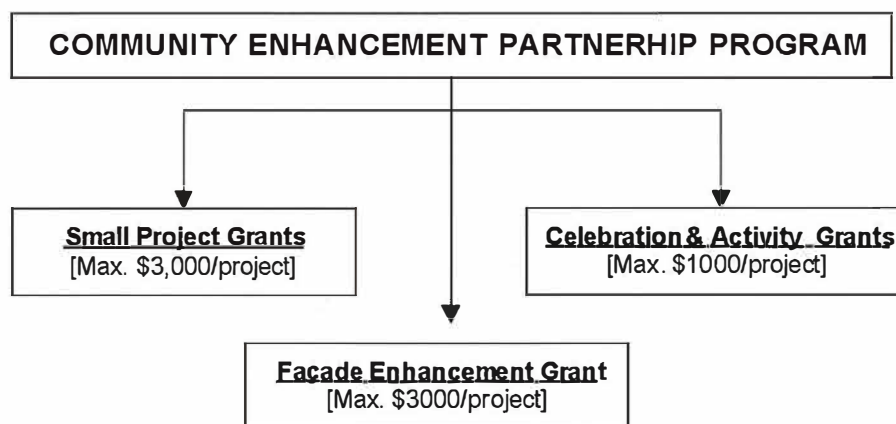 COMMUNITY ENHANCEMENT PARTNERHIP PROGRAM
Small Project Grants
[Max. $3,000/project]
Celebration & Activity Grants
[Max. $1000/project]
Façade Enhancement Grant
[Max. $3000/project]